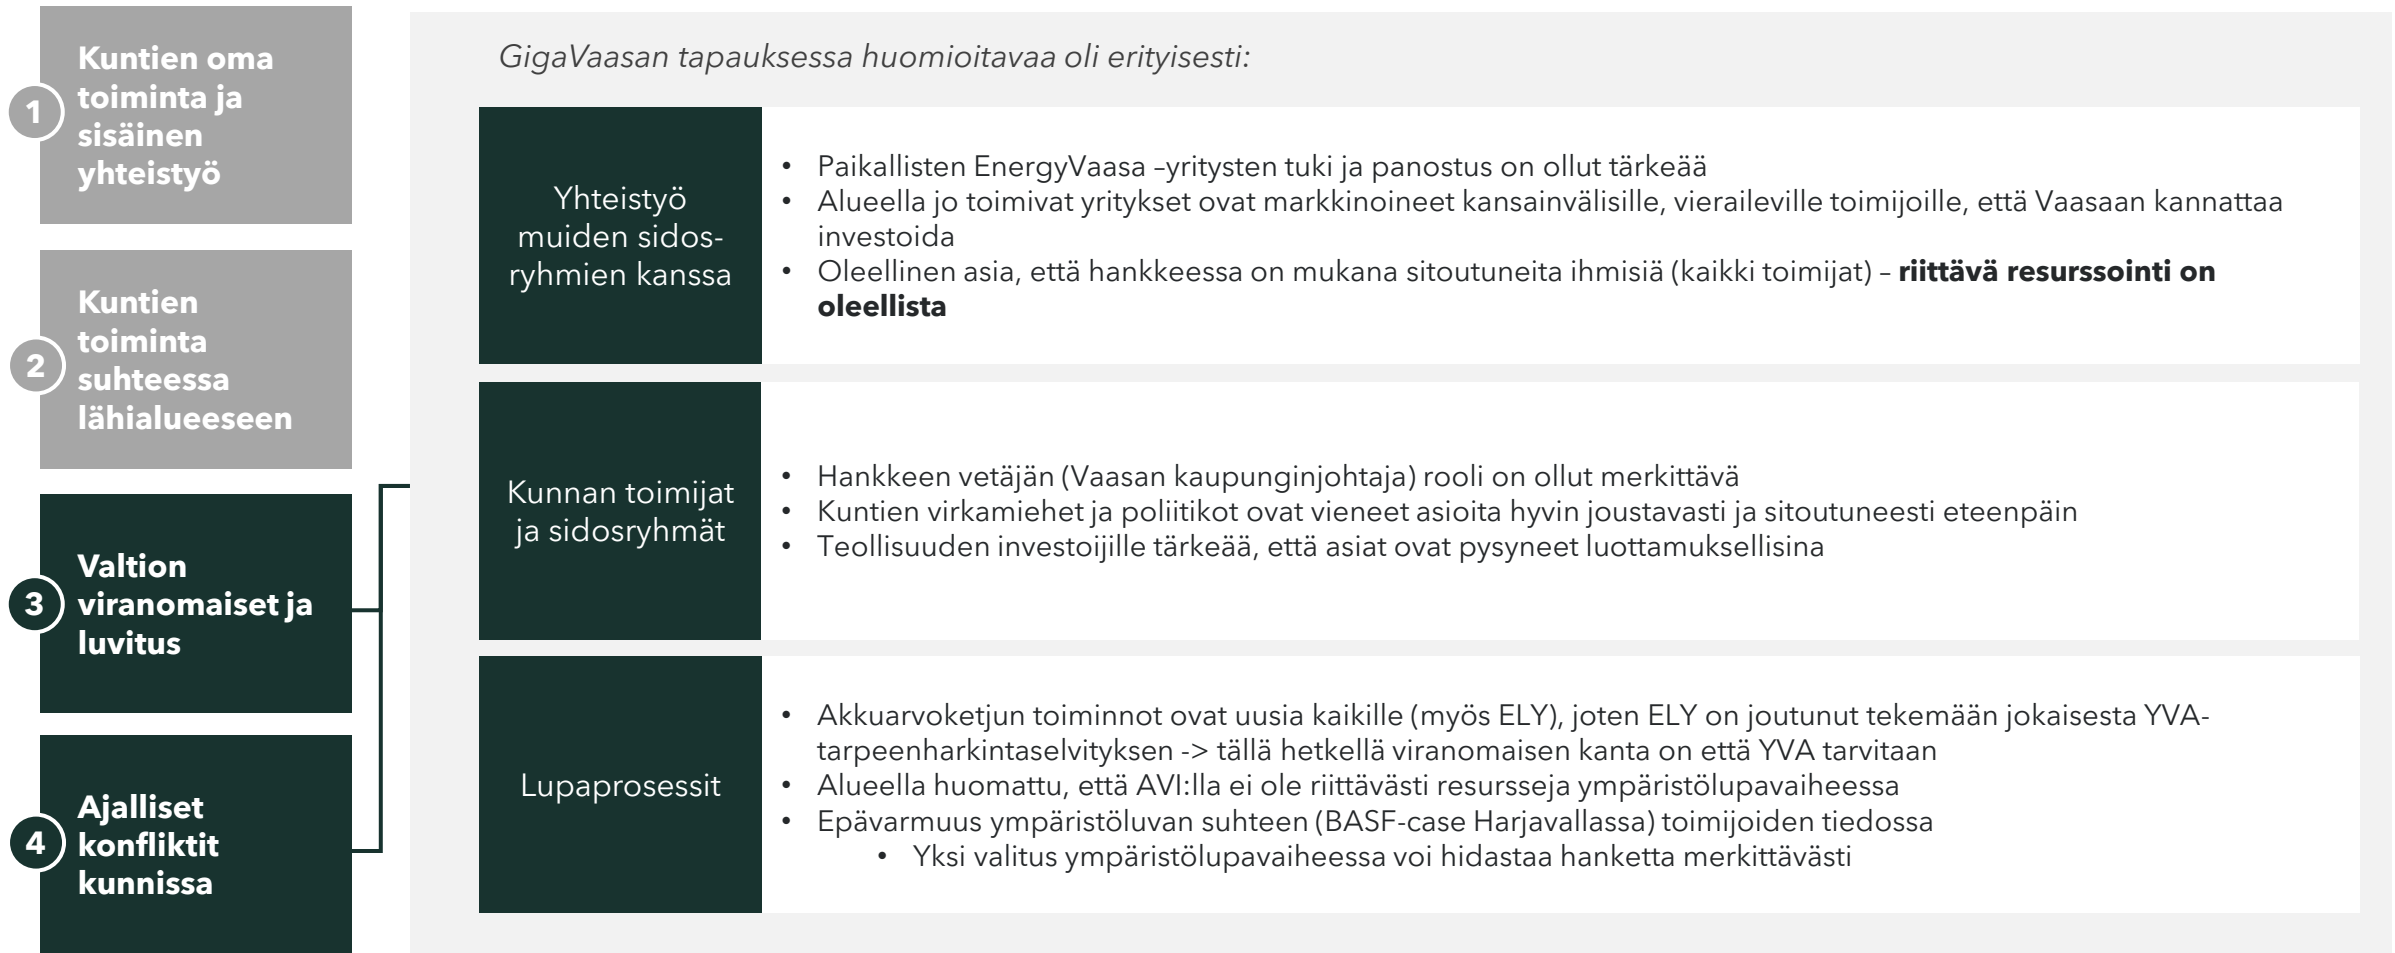 1
Kuntien oma
toiminta ja
sisäinen
yhteistyö
2
Kuntien
toiminta
suhteessa
lähialueeseen
3
Valtion
viranomaiset ja
luvitus
4
Ajalliset
konfliktit
kunnissa
GigaVaasan tapauksessa huomioitavaa oli erityisesti:
Yhteistyö
muiden sidos-
ryhmien kanssa
• Paikallisten EnergyVaasa –yritysten tuki ja panostus on ollut tärkeää
• Alueella jo toimivat yritykset ovat markkinoineet kansainvälisille, vieraileville toimijoille, että Vaasaan kannattaa
investoida
• Oleellinen asia, että hankkeessa on mukana sitoutuneita ihmisiä (kaikki toimijat) – riittävä resurssointi on
oleellista
Kunnan toimijat
ja sidosryhmät
• Hankkeen vetäjän (Vaasan kaupunginjohtaja) rooli on ollut merkittävä
• Kuntien virkamiehet ja poliitikot ovat vieneet asioita hyvin joustavasti ja sitoutuneesti eteenpäin
• Teollisuuden investoijille tärkeää, että asiat ovat pysyneet luottamuksellisina
Lupaprosessit
• Akkuarvoketjun toiminnot ovat uusia kaikille (myös ELY), joten ELY on joutunut tekemään jokaisesta YVA-
tarpeenharkintaselvityksen -> tällä hetkellä viranomaisen kanta on että YVA tarvitaan
• Alueella huomattu, että AVI:lla ei ole riittävästi resursseja ympäristölupavaiheessa
• Epävarmuus ympäristöluvan suhteen (BASF-case Harjavallassa) toimijoiden tiedossa
• Yksi valitus ympäristölupavaiheessa voi hidastaa hanketta merkittävästi